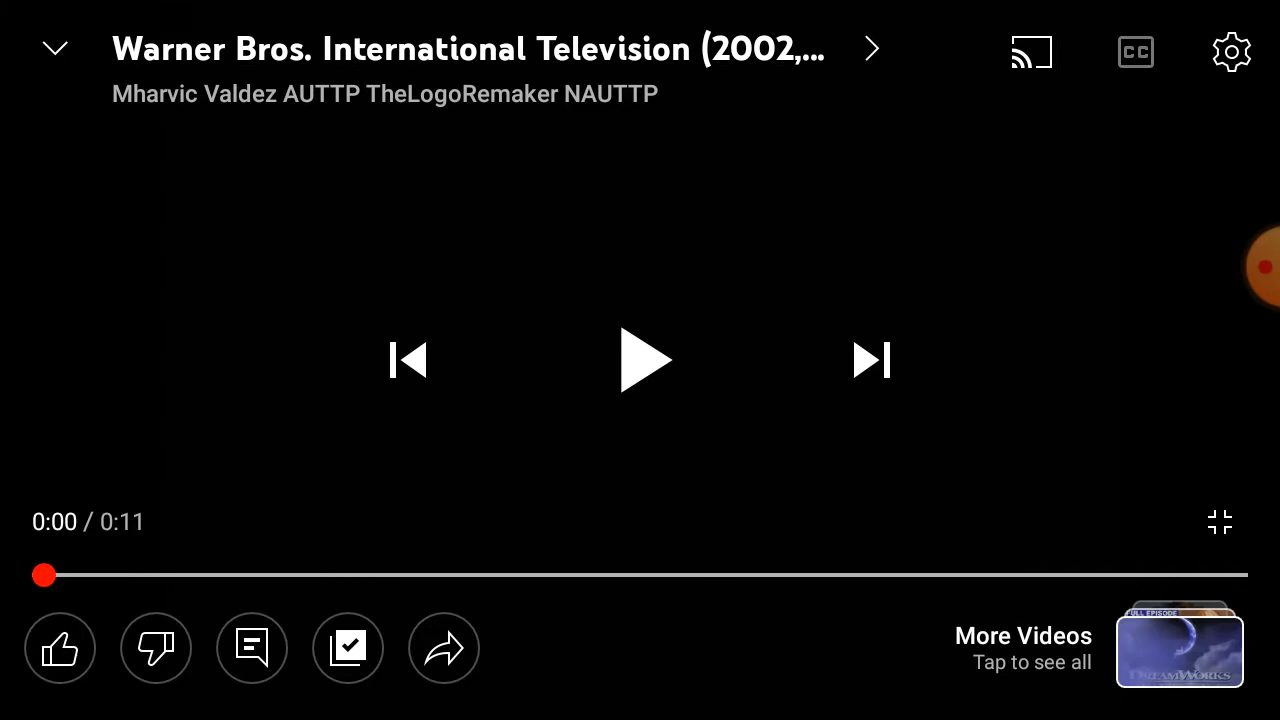 Warner Bros. International Television (2002,...
CC
Mharvic Valdez AUTTP TheLogoRemaker NAUTTP
0:00 / 0:11
More Videos
Tap to see all
FULL EPISODE
DREAMWORKS